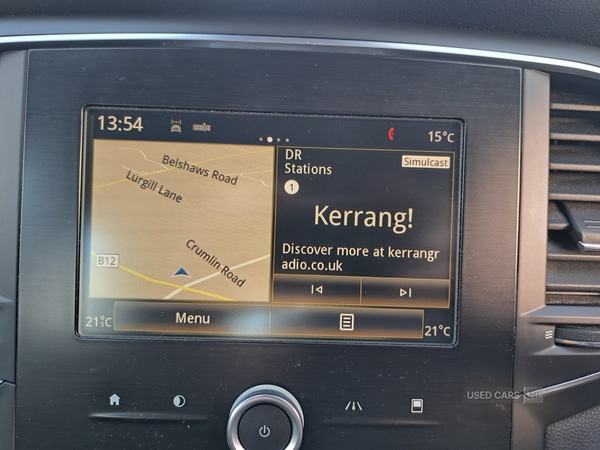 13:54
15°C
Belshaws Road
Lurgill Lane
Crumlin Road
B12
DR
Stations
Simulcast
1
Kerrang!
Discover more at kerrangr
adio.co.uk
21°C
Menu
21°C
USED CARS NI